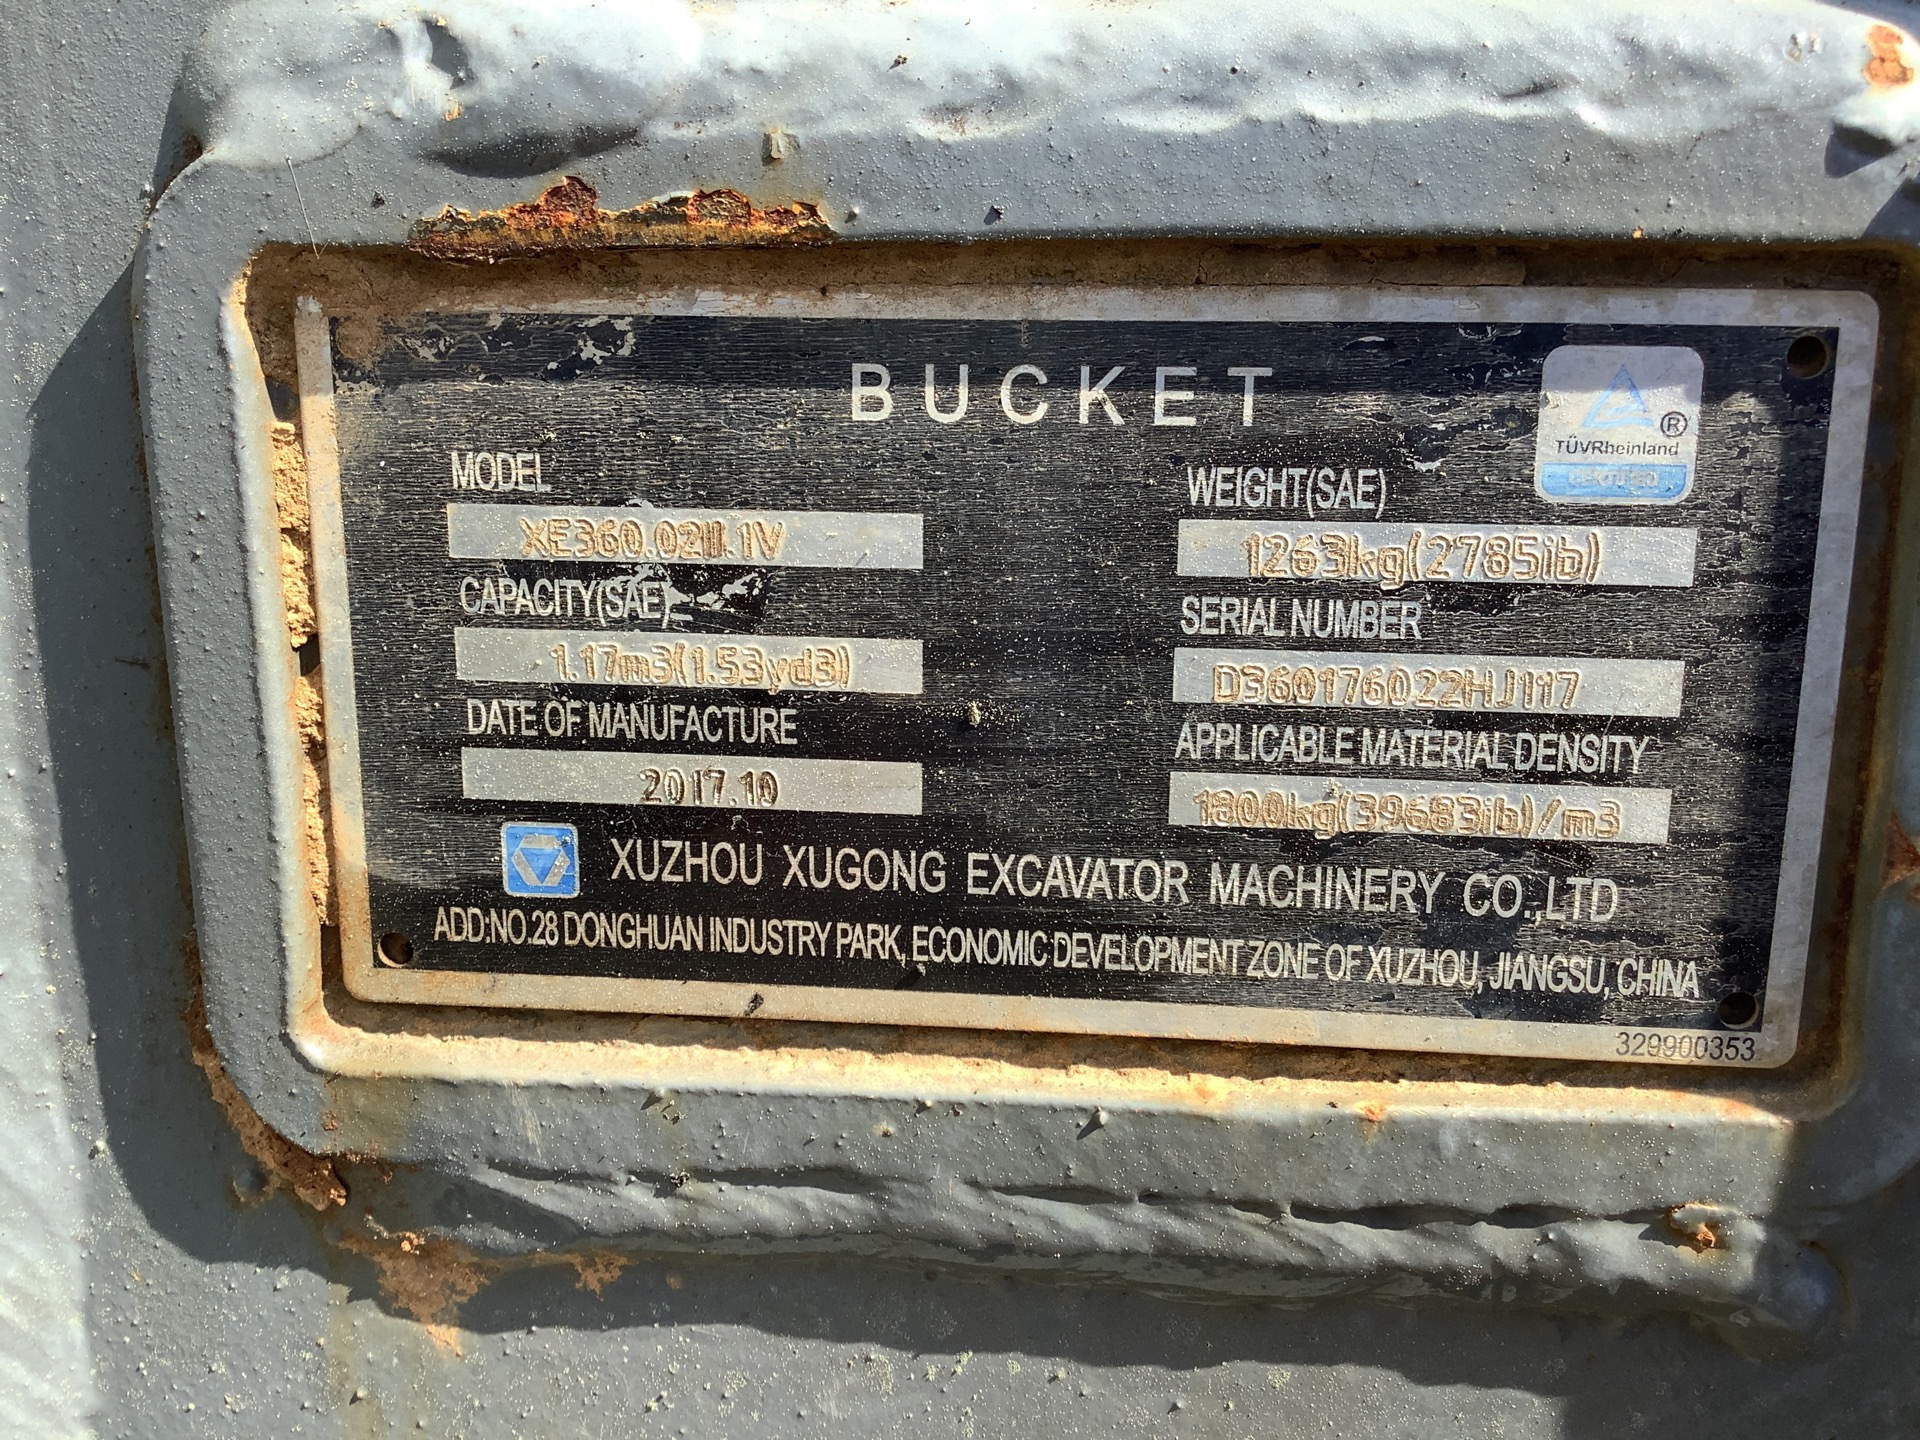 BUCKET
TÜVRheinland
®
CERTIFIED
MODEL
XE360.02III.1V
WEIGHT(SAE)
1263kg(2785ib)
CAPACITY(SAE)
1.17m3(1.53yd3)
SERIAL NUMBER
D360176022HJ117
DATE OF MANUFACTURE
2017.10
APPLICABLE MATERIAL DENSITY
1800kg(39683ib)/m3
XUZHOU XUGONG EXCAVATOR MACHINERY CO.,LTD
ADD:NO.28 DONGHUAN INDUSTRY PARK, ECONOMIC DEVELOPMENT ZONE OF XUZHOU, JIANGSU, CHINA
329900353